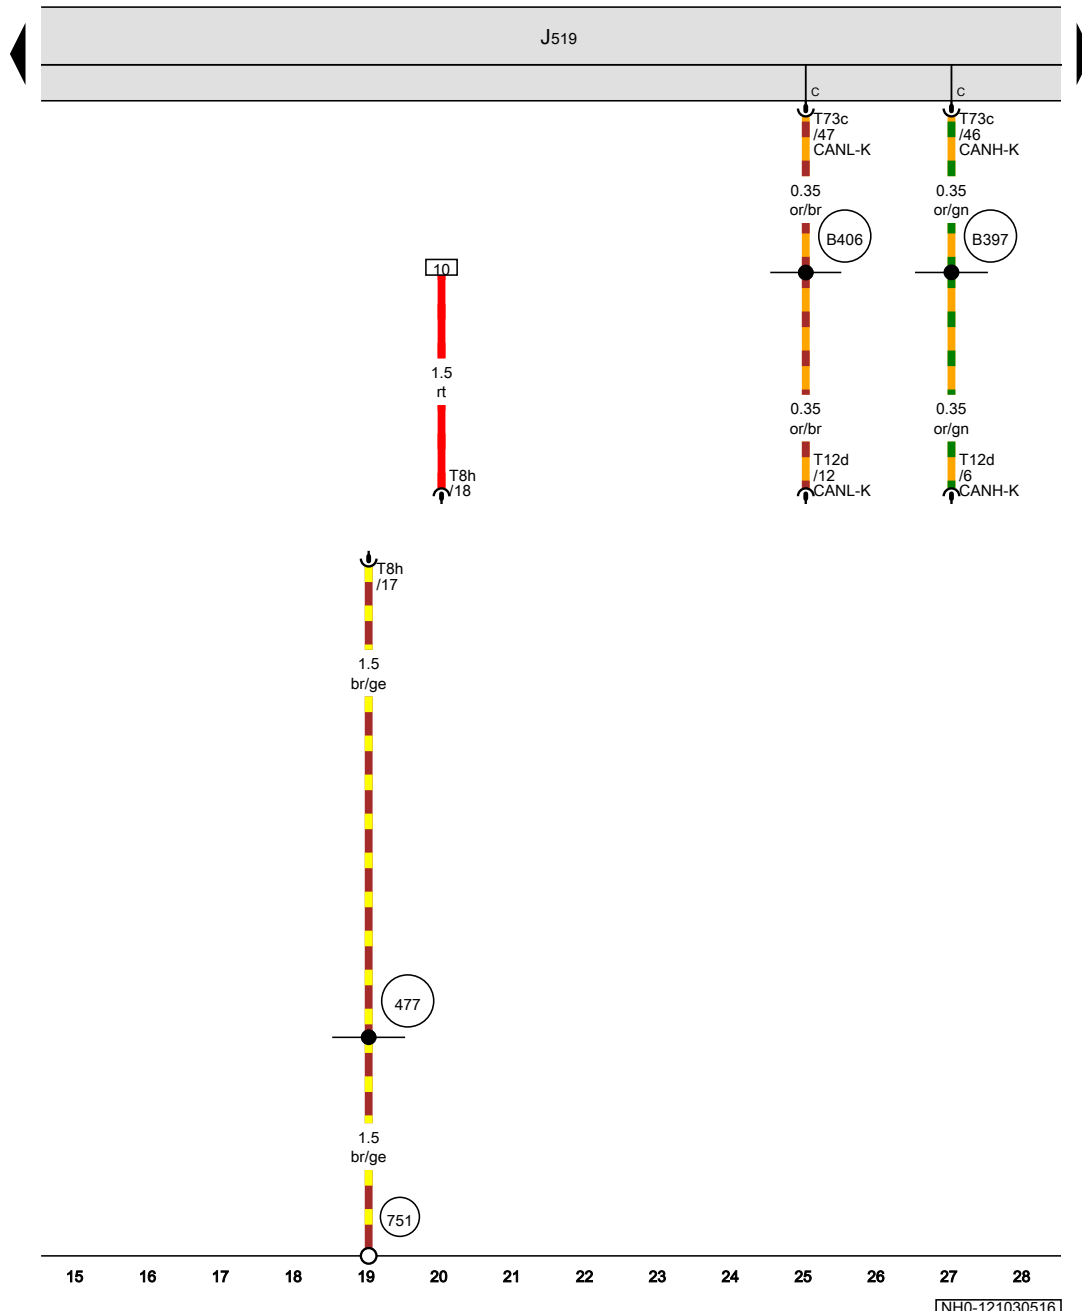 J519
c
c
T73c
/47
CANL-K
T73c
/46
CANH-K
0.35
or/br
0.35
or/gn
B406
B397
10
1.5
rt
0.35
or/br
0.35
or/gn
T8h
/18
T12d
/12
CANL-K
T12d
/6
CANH-K
T8h
/17
1.5
br/ge
477
1.5
br/ge
751
15 16 17 18 19 20 21 22 23 24 25 26 27 28
NH0-121030516